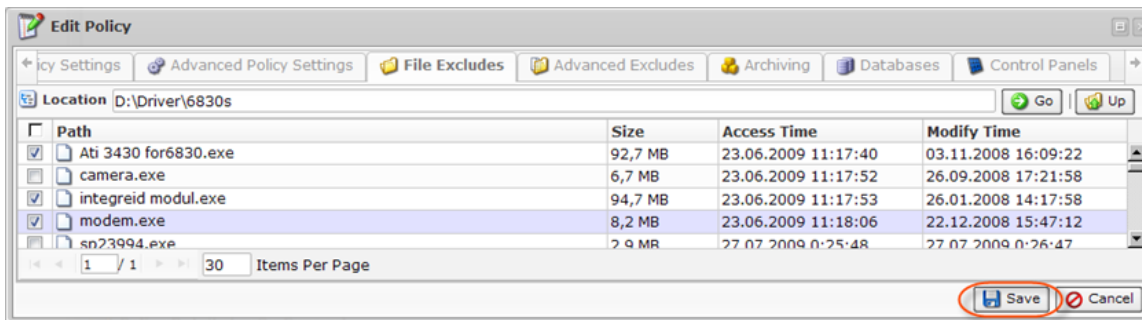 Edit Policy
icy Settings Advanced Policy Settings File Excludes Advanced Excludes Archiving Databases Control Panels
Location D:\Driver\6830s Go Up
Path Size Access Time Modify Time
Ati 3430 for6830.exe 92,7 MB 23.06.2009 11:17:40 03.11.2008 16:09:22
camera.exe 6,7 MB 23.06.2009 11:17:52 26.09.2008 17:21:58
integreid modul.exe 94,7 MB 23.06.2009 11:17:53 26.01.2008 14:17:58
modem.exe 8,2 MB 23.06.2009 11:18:06 22.12.2008 15:47:12
sp23994.exe 2,9 MB 27.07.2009 0:25:48 27.07.2009 0:26:47
1 / 1 30 Items Per Page
Save Cancel